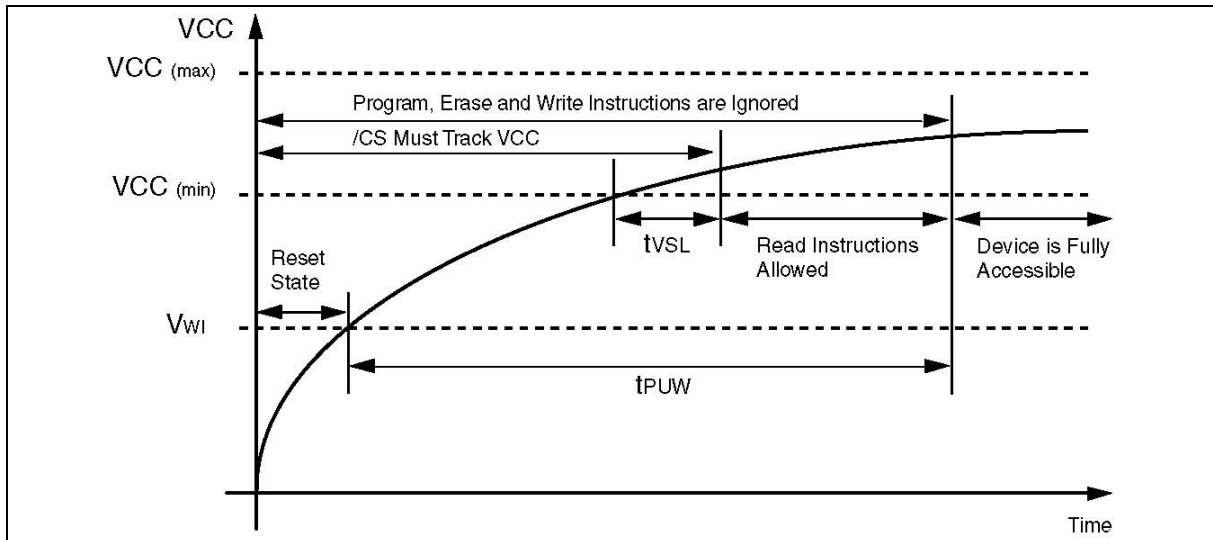 VCC
VCC (max)
Program, Erase and Write Instructions are Ignored
/CS Must Track VCC
VCC (min)
tVSL
Read Instructions
Allowed
Device is Fully
Accessible
Reset
State
VWI
tPUW
Time